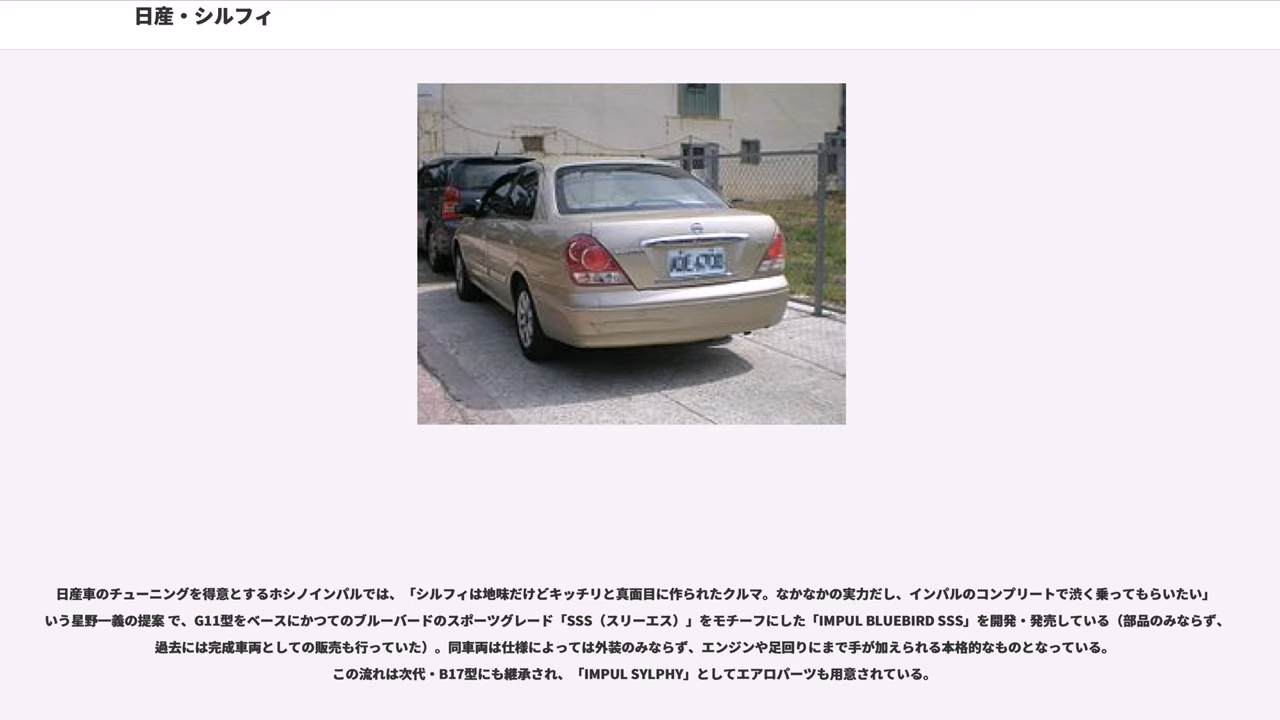 日産・シルフィ
日産車のチューニングを得意とするホシノインパルでは、「シルフィは地味だけどキッチリと真面目に作られたクルマ。なかなかの実力だし、インパルのコンプリートで渋く乗ってもらいたい」
いう星野一義の提案 で、G11型をベースにかつてのブルーバードのスポーツグレード「SSS（スリーエス）」をモチーフにした「IMPUL BLUEBIRD SSS」を開発・発売している（部品のみならず、
過去には完成車両としての販売も行っていた）。同車両は仕様によっては外装のみならず、エンジンや足回りにまで手が加えられる本格的なものとなっている。
この流れは次代・B17型にも継承され、「IMPUL SYLPHY」としてエアロパーツも用意されている。